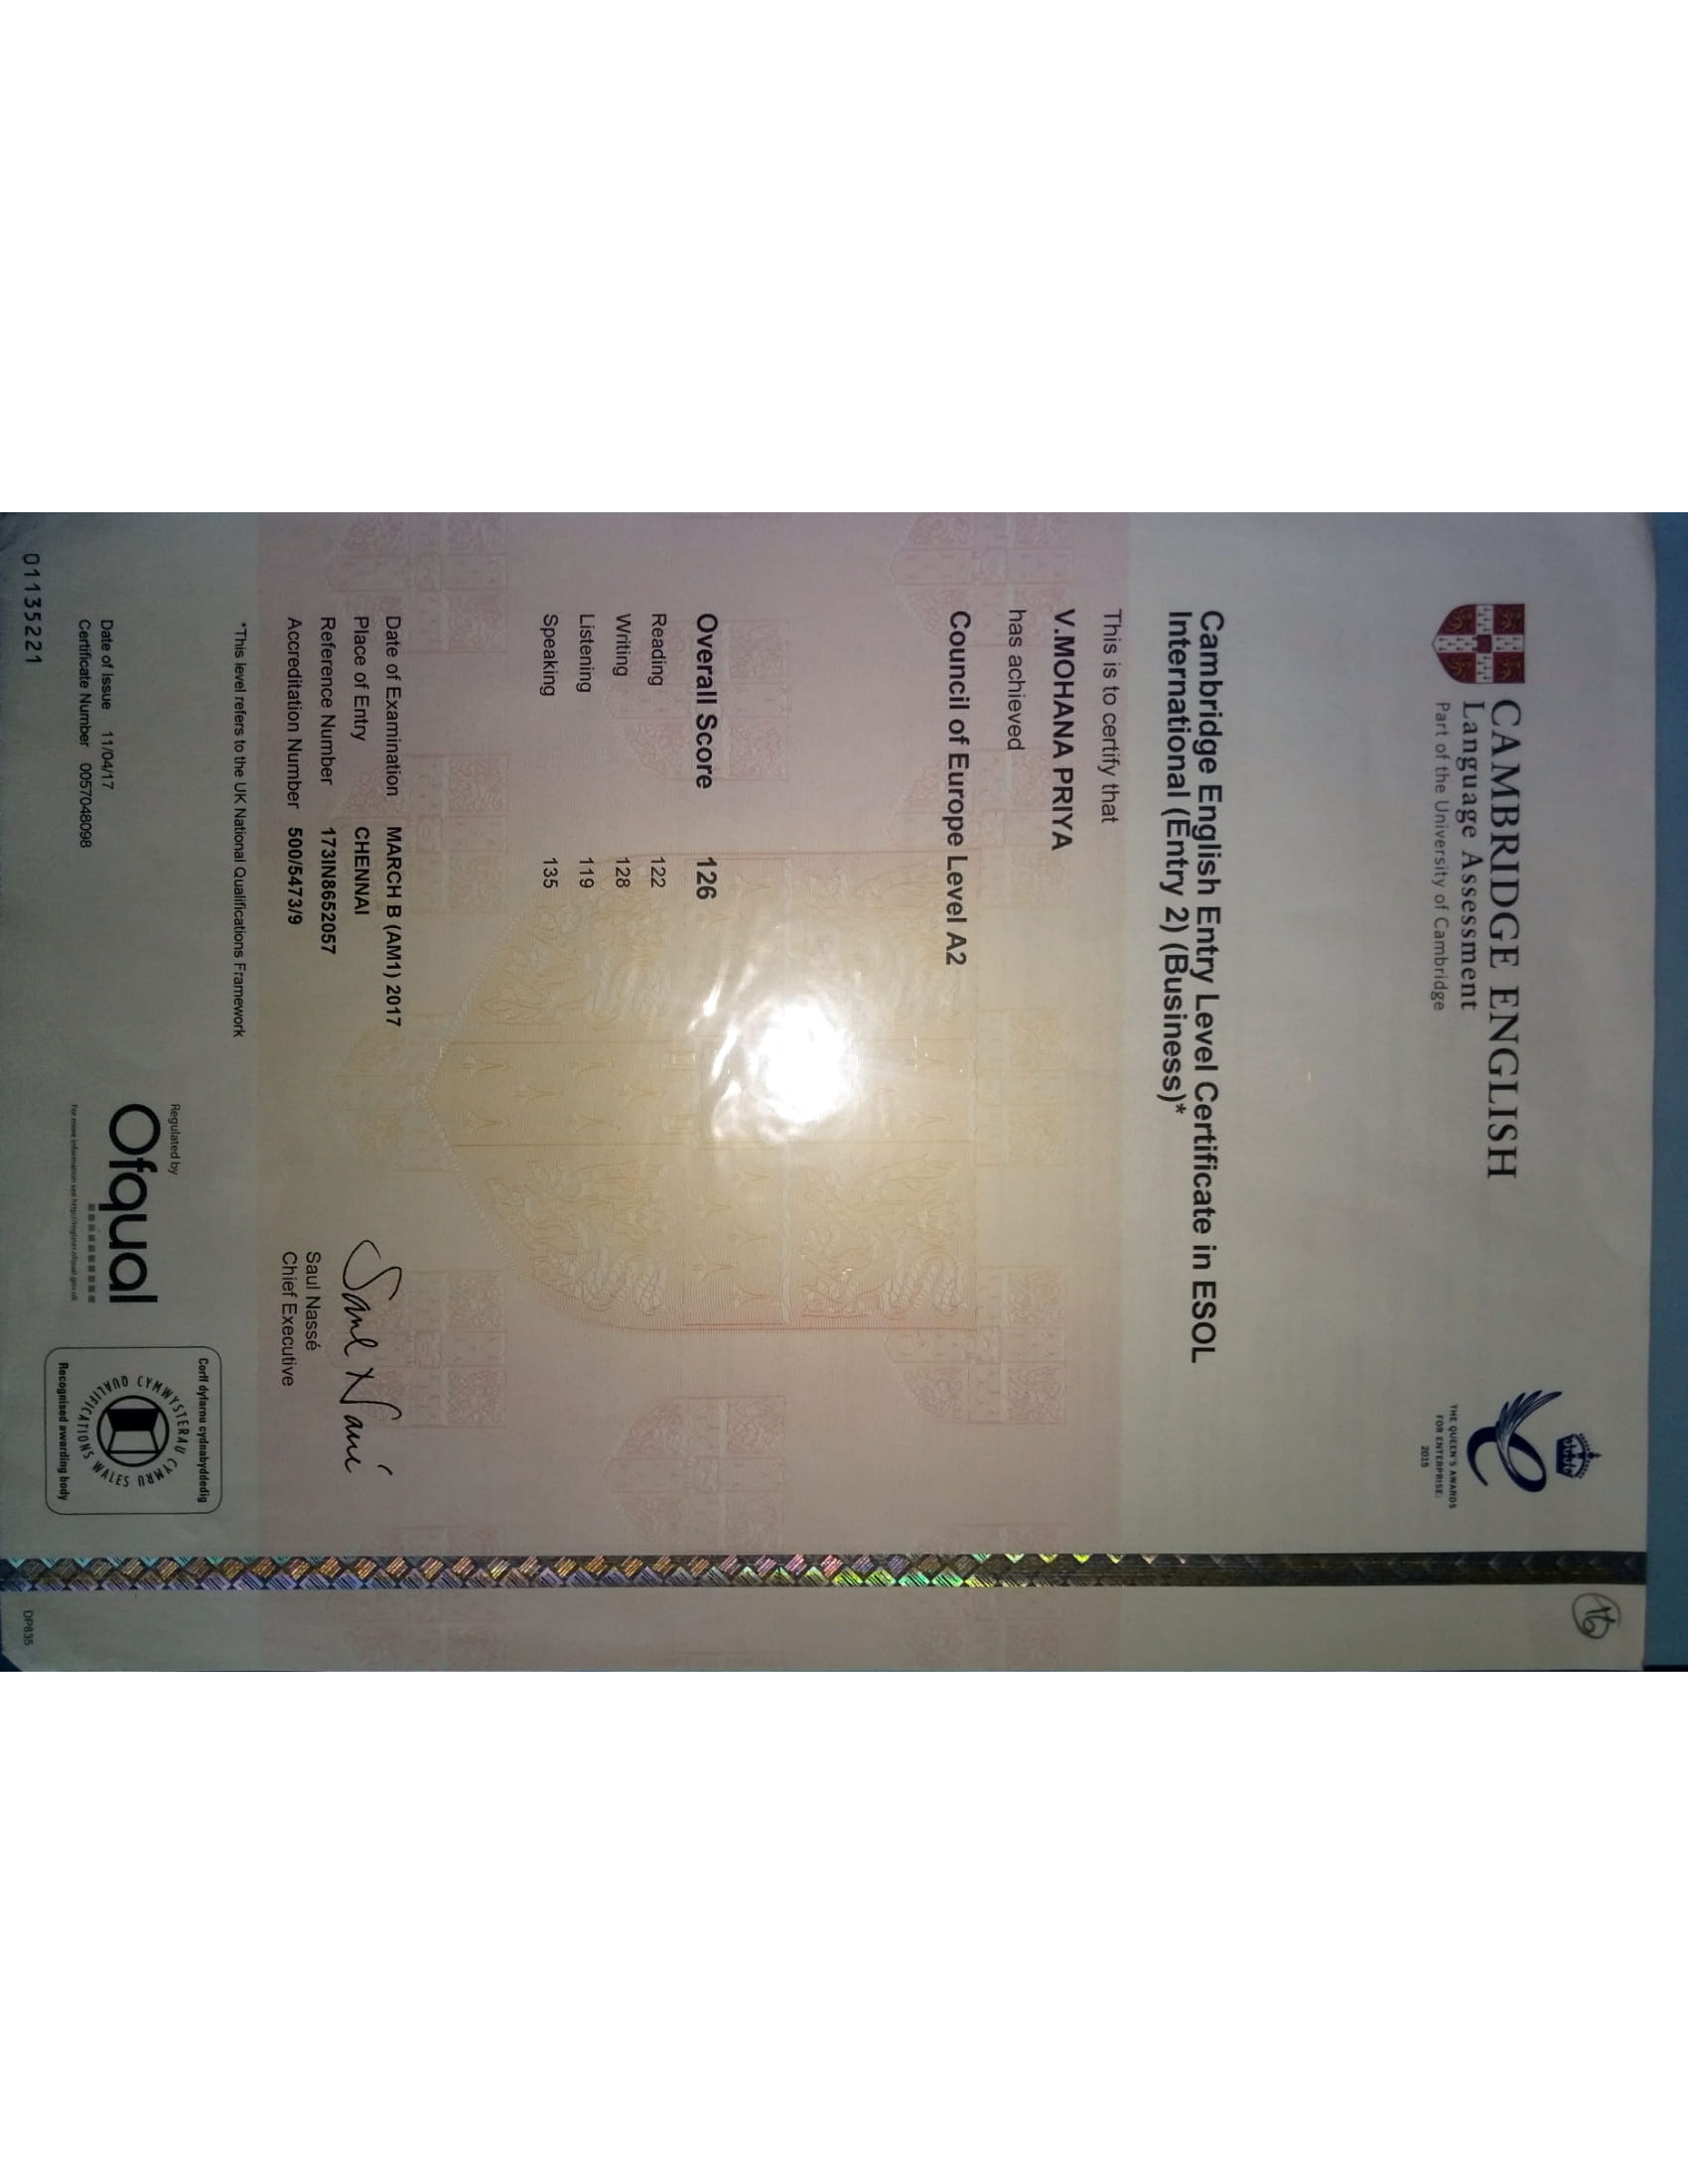 16
CAMBRIDGE ENGLISH
Language Assessment
Part of the University of Cambridge
THE QUEEN'S AWARDS
FOR ENTERPRISE:
2015
Cambridge English Entry Level Certificate in ESOL
International (Entry 2) (Business)*
This is to certify that
V.MOHANA PRIYA
has achieved
Council of Europe Level A2
Overall Score 126
Reading 122
Writing 128
Listening 119
Speaking 135
Date of Examination MARCH B (AM1) 2017
Place of Entry CHENNAI
Reference Number 173IN8652057
Accreditation Number 500/5473/9
Saul Nassé
Saul Nassé
Chief Executive
*This level refers to the UK National Qualifications Framework
Date of Issue 11/04/17
Certificate Number 0057048098
Regulated by
Ofqual
For more information see http://register.ofqual.gov.uk
Corff dyfarnu cydnabyddedig
CYMWYSTERAU CYMRU
QUALIFICATIONS WALES
Recognised awarding body
01135221
DP835